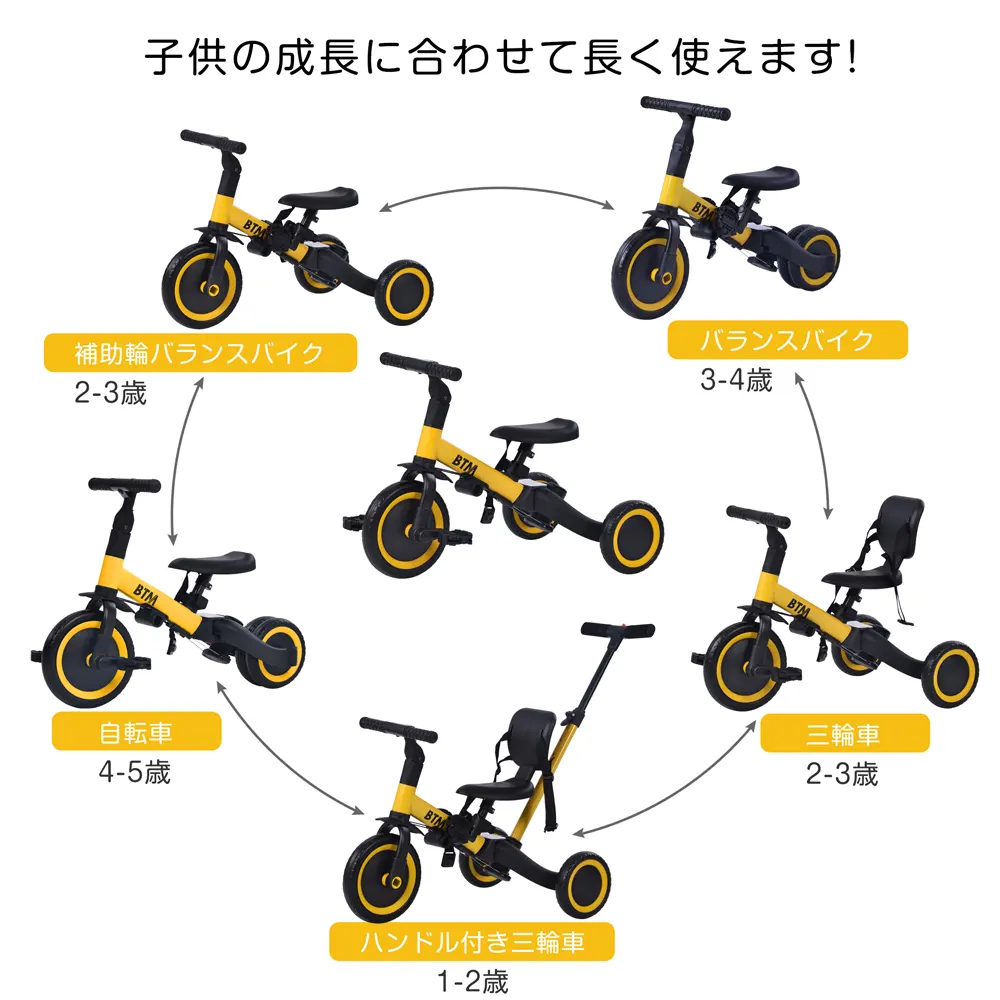 子供の成長に合わせて長く使えます!
BTM
BTM
補助輪バランスバイク
2-3歳
バランスバイク
3-4歳
BTM
BTM
自転車
4-5歳
BTM
三輪車
2-3歳
BTM
ハンドル付き三輪車
1-2歳